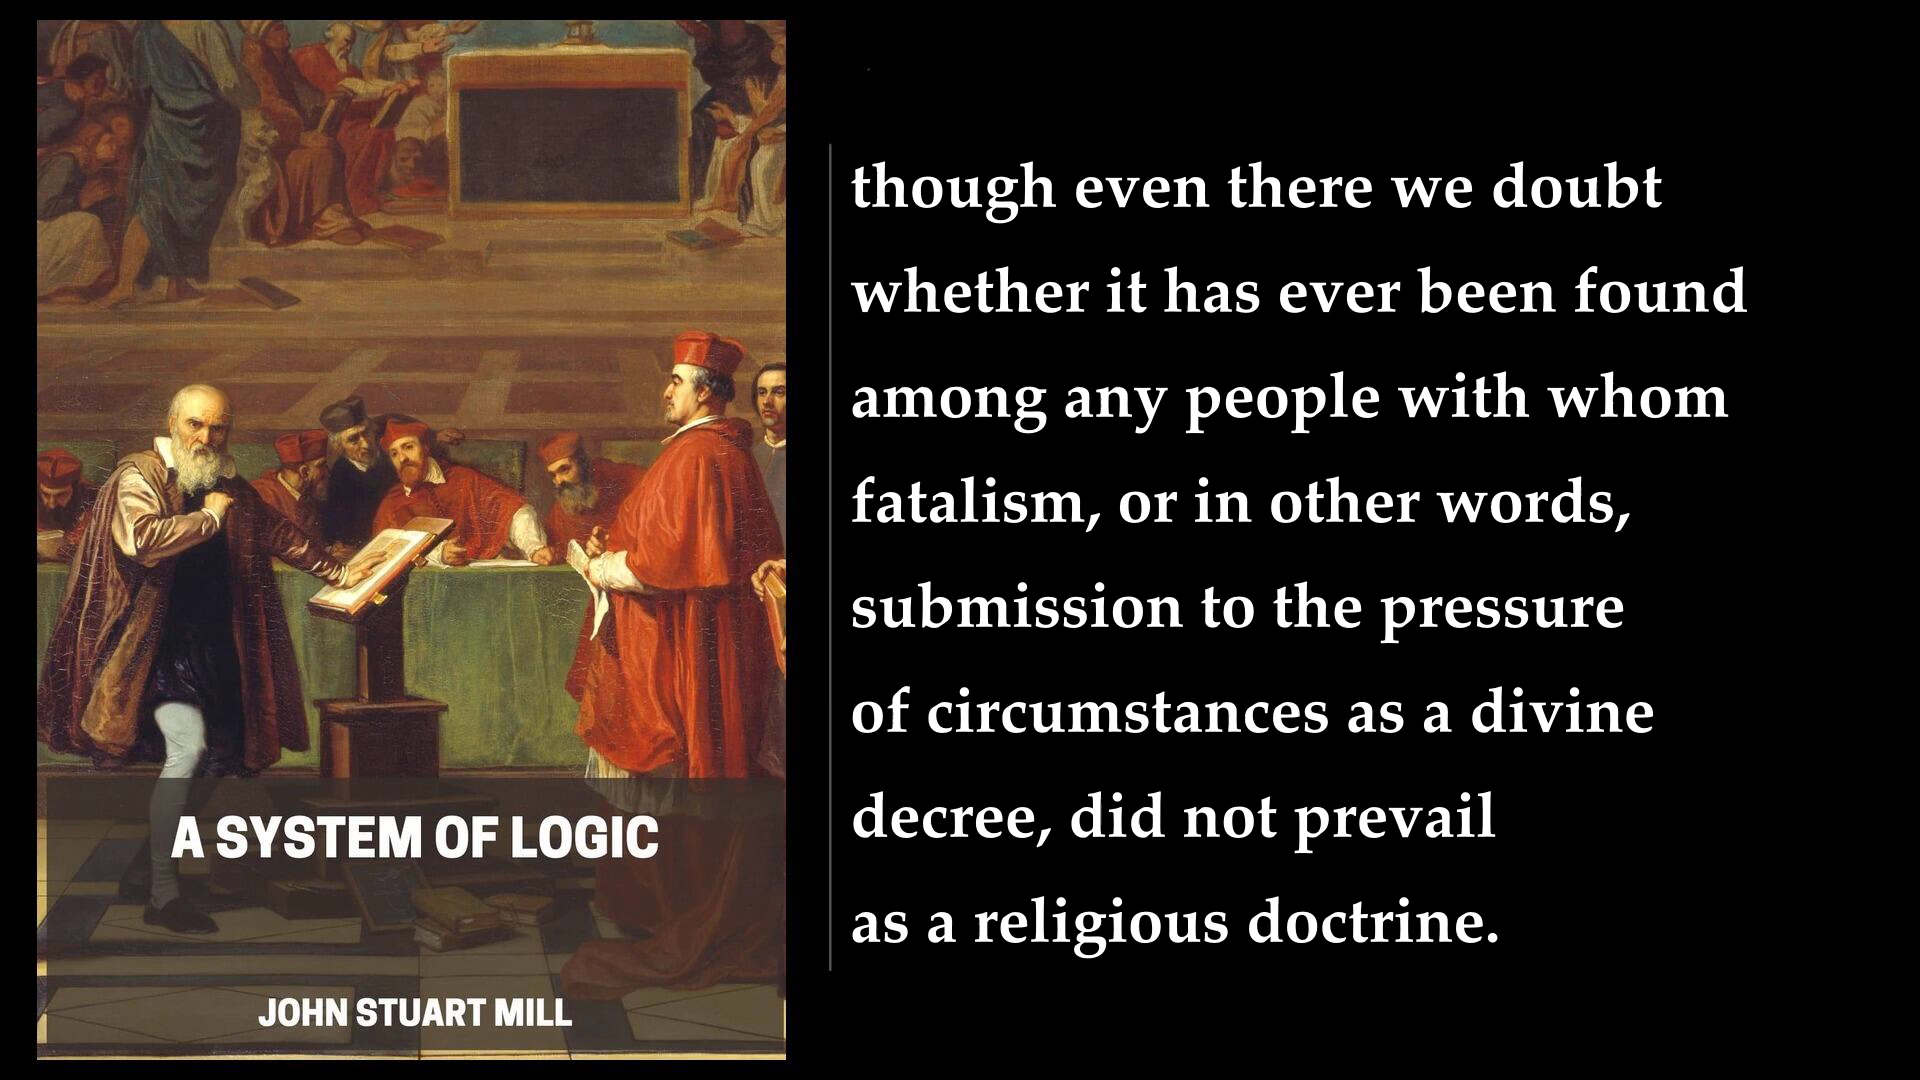 A SYSTEM OF LOGIC
JOHN STUART MILL
though even there we doubt
whether it has ever been found
among any people with whom
fatalism, or in other words,
submission to the pressure
of circumstances as a divine
decree, did not prevail
as a religious doctrine.